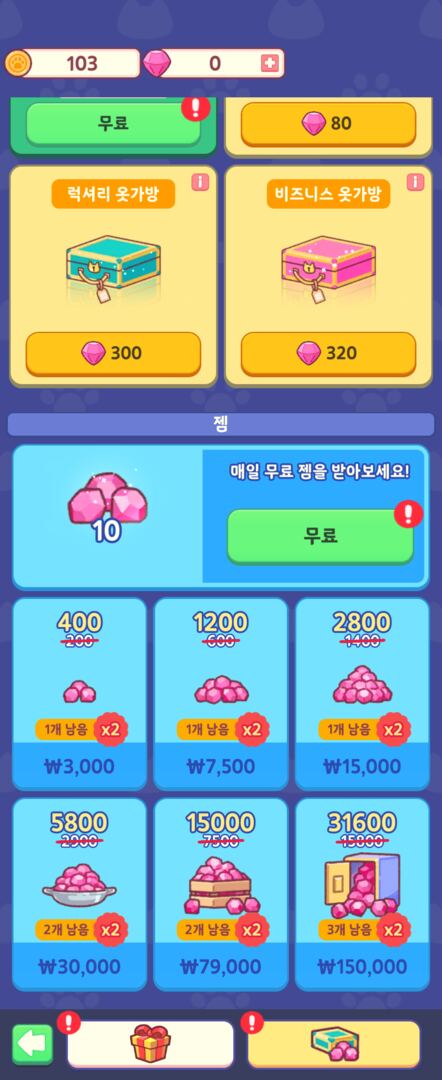 103
0
무료
80
럭셔리 옷가방
비즈니스 옷가방
300
320
젬
10
매일 무료 젬을 받아보세요!
무료
400
200
1개 남음 x2
₩3,000
1200
600
1개 남음 x2
₩7,500
2800
1400
1개 남음 x2
₩15,000
5800
2900
2개 남음 x2
₩30,000
15000
7500
2개 남음 x2
₩79,000
31600
15800
3개 남음 x2
₩150,000